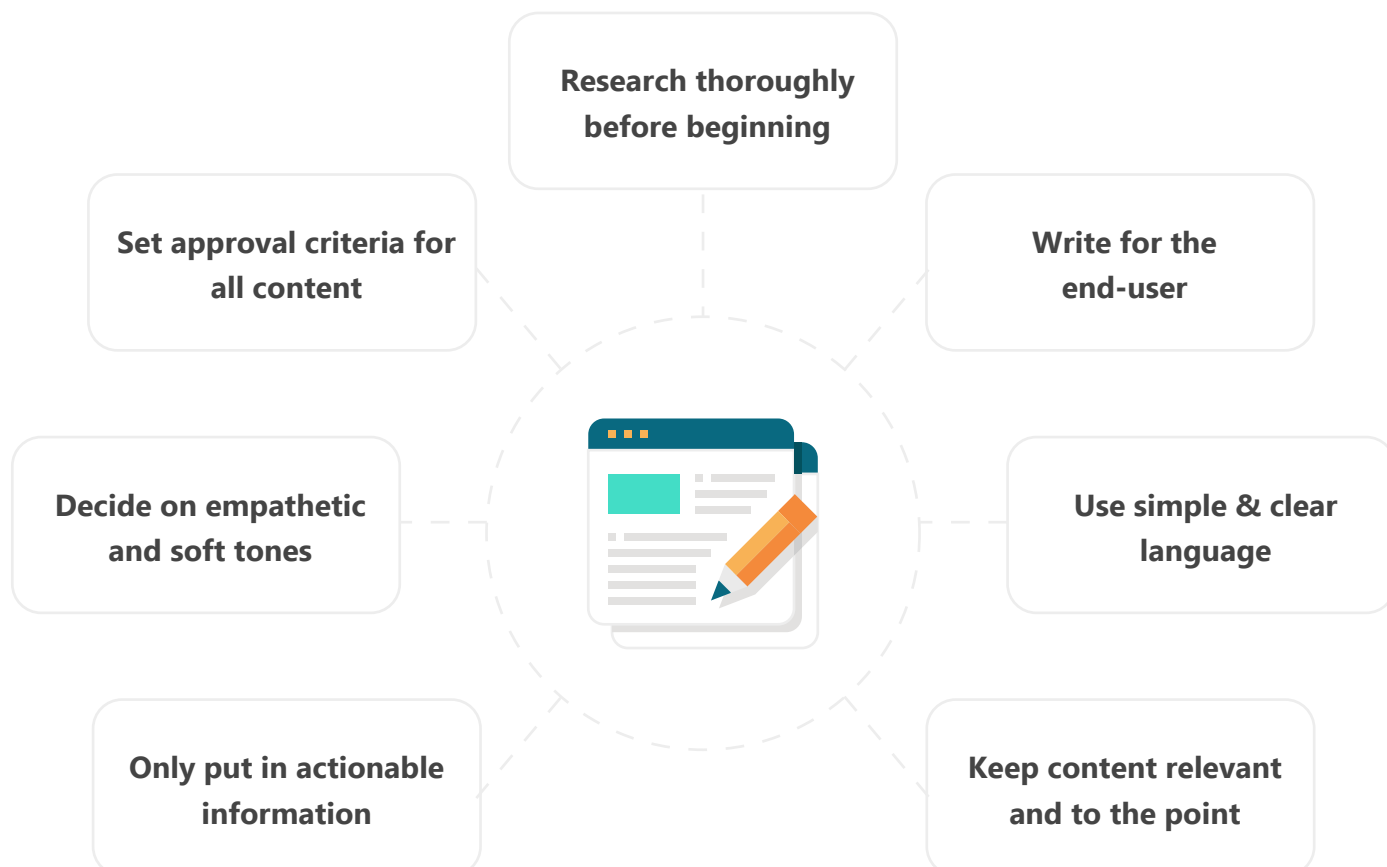 Research thoroughly
before beginning
Set approval criteria for
all content
Write for the
end-user
Decide on empathetic
and soft tones
Use simple & clear
language
Only put in actionable
information
Keep content relevant
and to the point